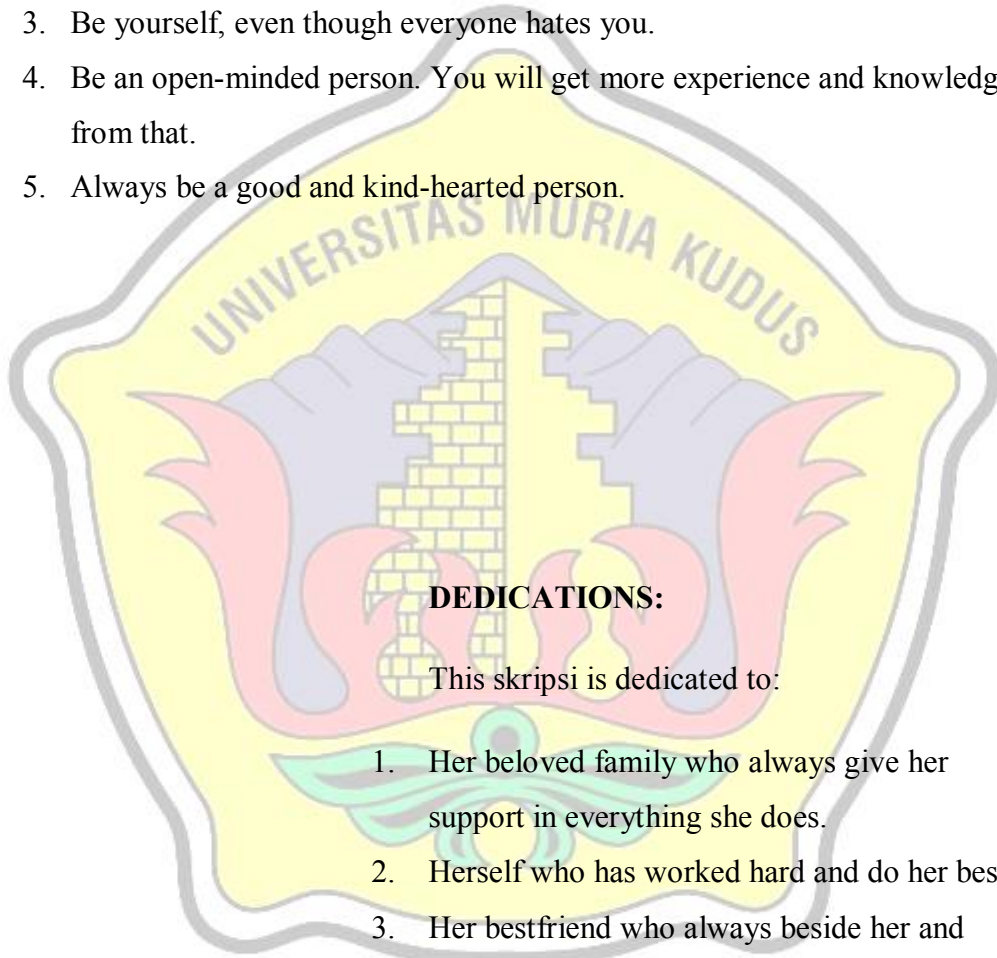 3. Be yourself, even though everyone hates you.
4. Be an open-minded person. You will get more experience and knowledg
from that.
5. Always be a good and kind-hearted person.
UNIVERSITAS MURIA KUDUS
DEDICATIONS:
This skripsi is dedicated to:
1. Her beloved family who always give her
support in everything she does.
2. Herself who has worked hard and do her bes
3. Her bestfriend who always beside her and